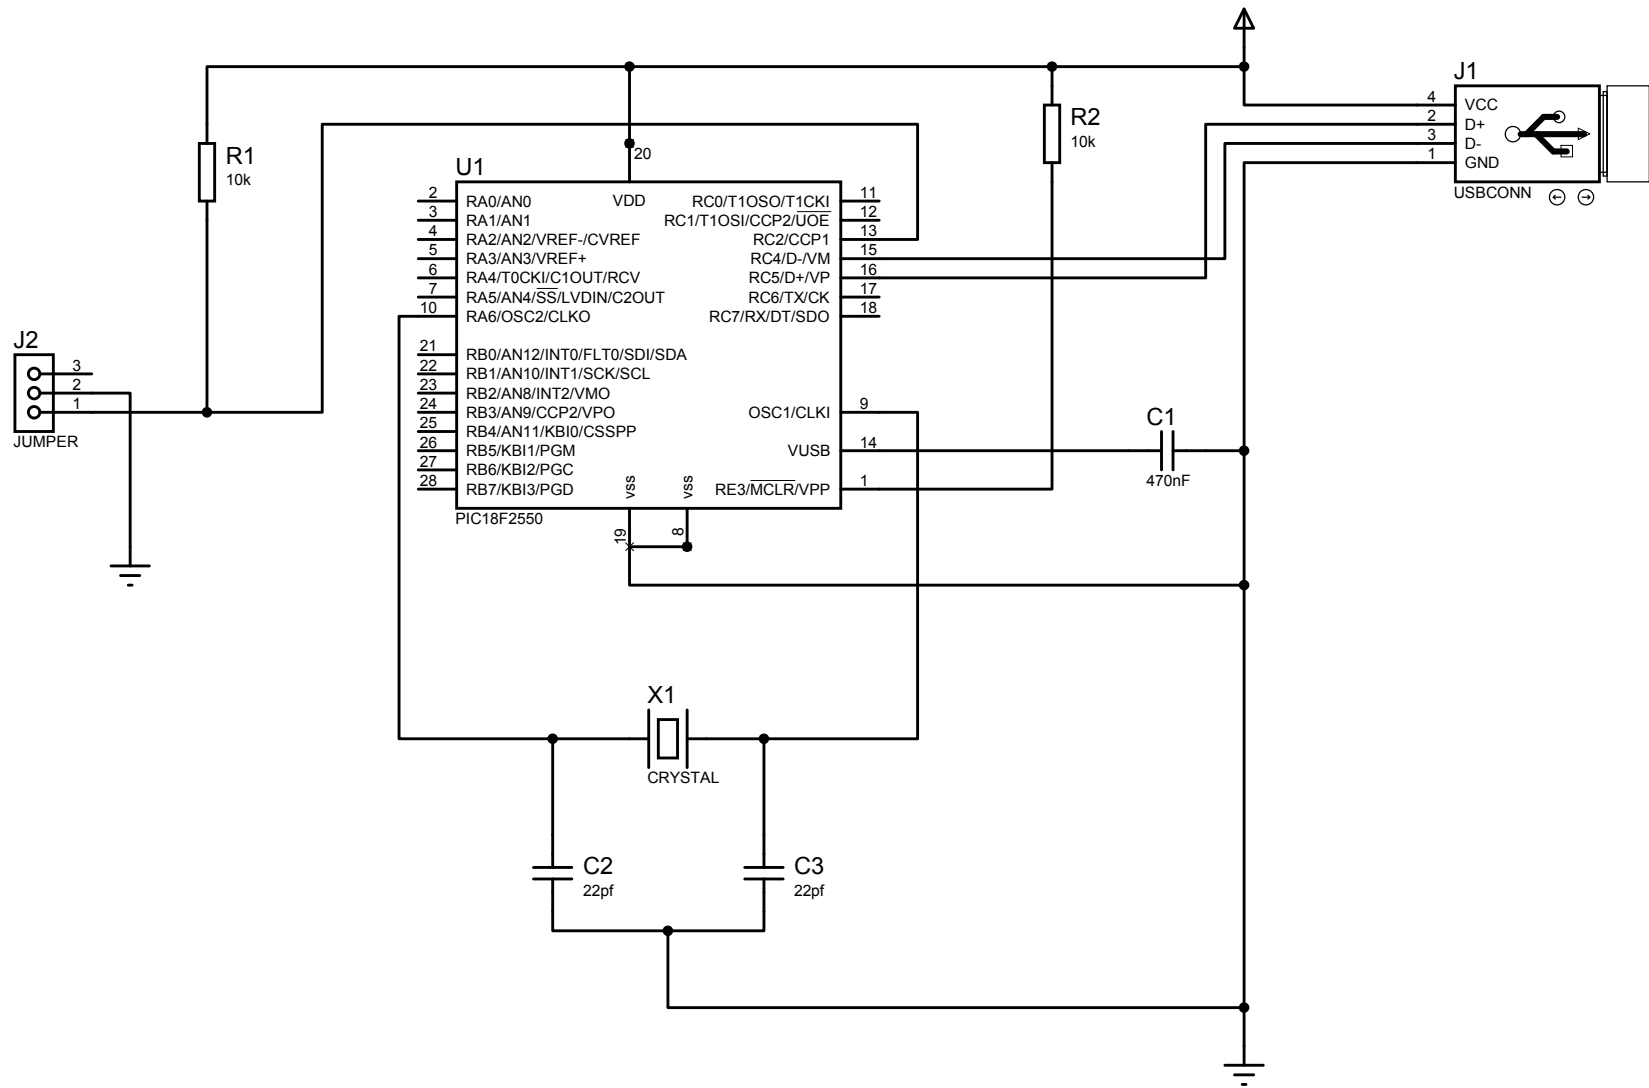 J1
4 VCC
2 D+
3 D-
1 GND
USBCONN
R1
10k
R2
10k
U1
20
VDD
2 RA0/AN0
3 RA1/AN1
4 RA2/AN2/VREF-/CVREF
5 RA3/AN3/VREF+
6 RA4/T0CKI/C1OUT/RCV
7 RA5/AN4/SS/LVDIN/C2OUT
10 RA6/OSC2/CLKO
21 RB0/AN12/INT0/FLT0/SDI/SDA
22 RB1/AN10/INT1/SCK/SCL
23 RB2/AN8/INT2/VMO
24 RB3/AN9/CCP2/VPO
25 RB4/AN11/KBI0/CSSPP
26 RB5/KBI1/PGM
27 RB6/KBI2/PGC
28 RB7/KBI3/PGD
RC0/T1OSO/T1CKI 11
RC1/T1OSI/CCP2/UOE 12
RC2/CCP1 13
RC4/D-/VM 15
RC5/D+/VP 16
RC6/TX/CK 17
RC7/RX/DT/SDO 18
OSC1/CLKI 9
VUSB 14
RE3/MCLR/VPP 1
vss
vss
19
8
PIC18F2550
J2
3
2
1
JUMPER
C1
470nF
X1
CRYSTAL
C2
22pf
C3
22pf